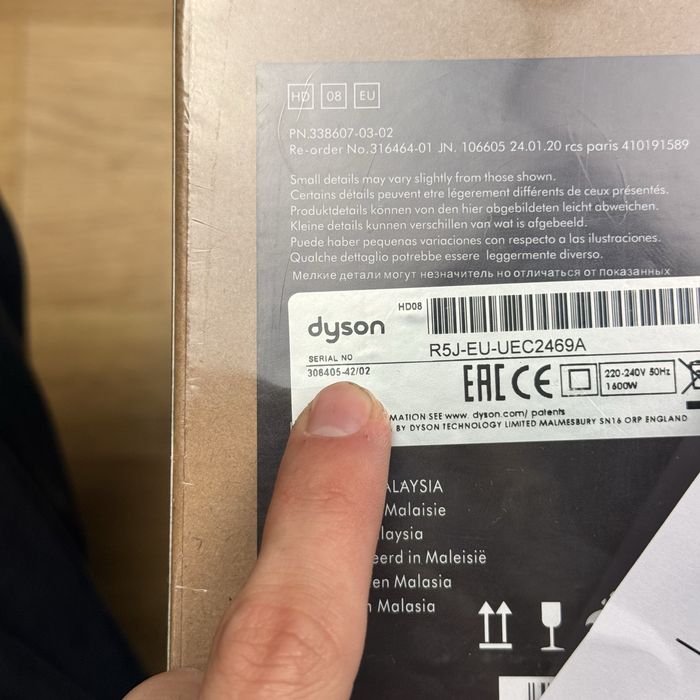 HD 08 EU
PN.338607-03-02
Re-order No.316464-01 JN. 106605 24.01.20 rcs paris 410191589
Small details may vary slightly from those shown.
Certains détails peuvent etre légerement différents de ceux présentés.
Produktdetails können von den hier abgebildeten leicht abweichen.
Kleine details kunnen verschillen van wat is afgebeeld.
Puede haber pequenas variaciones con respecto a las ilustraciones.
Qualche dettaglio potrebbe essere leggermente diverso.
Мелкие детали могут незначитель но отличаться от показанных
HD08
dyson
R5J-EU-UEC2469A
SERIAL NO
308405-42/02
EAC CE
220-240V 50Hz
1600W
MATION SEE www. dyson.com/ patents
BY DYSON TECHNOLOGY LIMITED MALMESBURY SN16 ORP ENGLAND
ALAYSIA
Malaisie
laysia
eerd in Maleisië
en Malasia
n Malasia